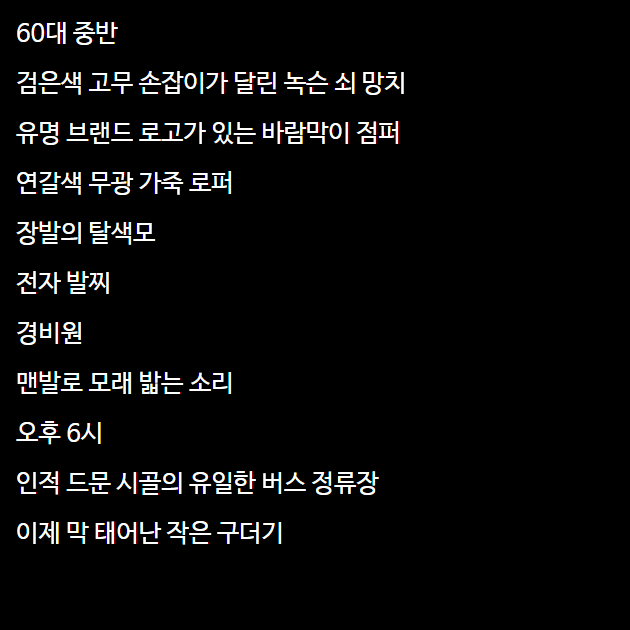 60대 중반
검은색 고무 손잡이가 달린 녹슨 쇠 망치
유명 브랜드 로고가 있는 바람막이 점퍼
연갈색 무광 가죽 로퍼
장발의 탈색모
전자 발찌
경비원
맨발로 모래 밟는 소리
오후 6시
인적 드문 시골의 유일한 버스 정류장
이제 막 태어난 작은 구더기